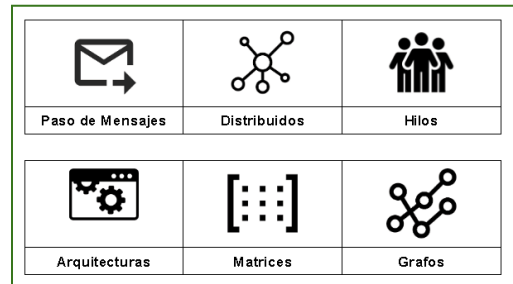 Paso de Mensajes
Distribuidos
Hilos
Arquitecturas
Matrices
Grafos